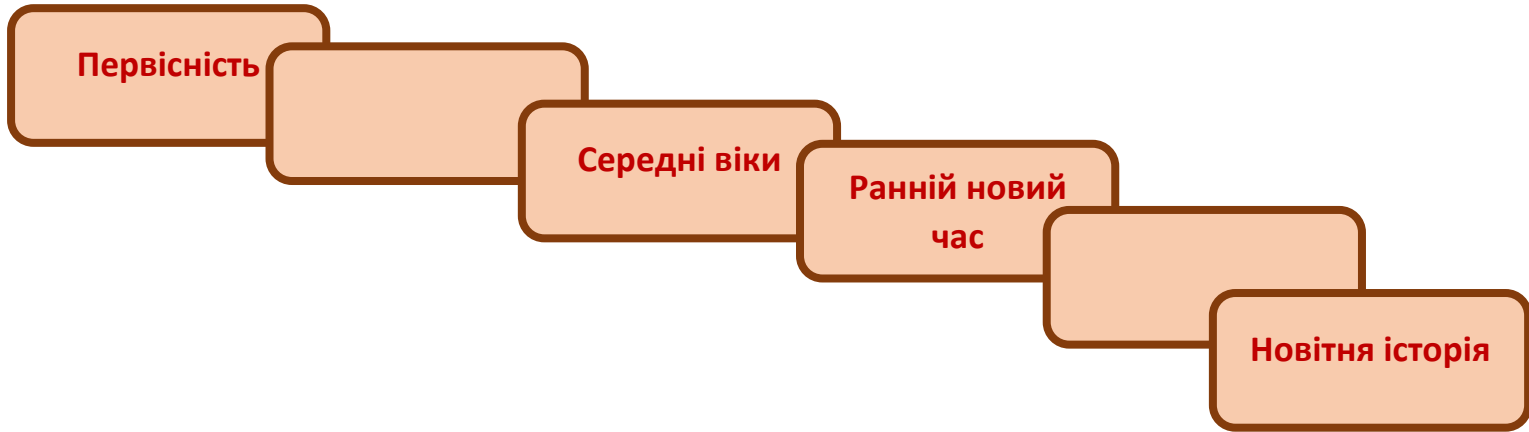 Первісність
Середні віки
Ранній новий
час
Новітня історія